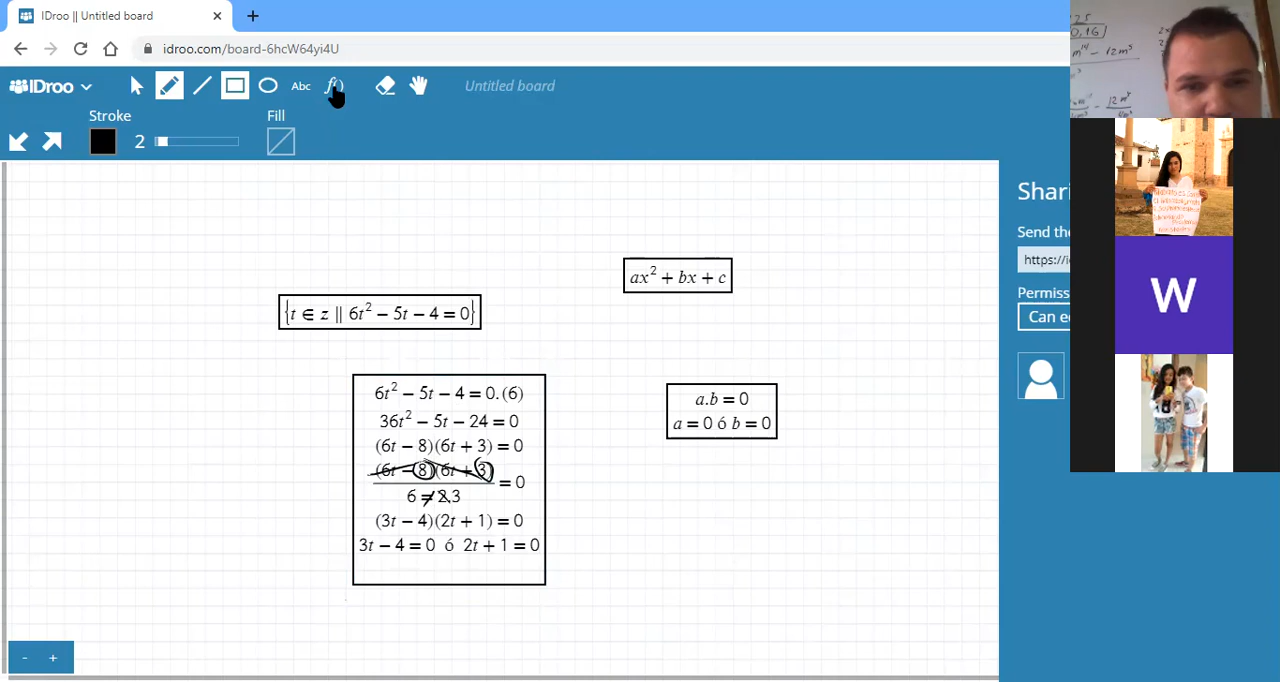 IDroo || Untitled board
idroo.com/board-6hcW64yi4U
IDroo
Abc
f()
Untitled board
Stroke
Fill
2
ax² + bx + c
{t ∈ z || 6t² − 5t − 4 = 0}
6t² − 5t − 4 = 0.(6)
36t² − 5t − 24 = 0
(6t − 8)(6t + 3) = 0
(6t − 8)(6t + 3)
6 = 2.3
= 0
(3t − 4)(2t + 1) = 0
3t − 4 = 0 ó 2t + 1 = 0
a.b = 0
a = 0 ó b = 0
- +
Shari
Send the
https://i
Permiss
Can e
0,16
12m⁵
W